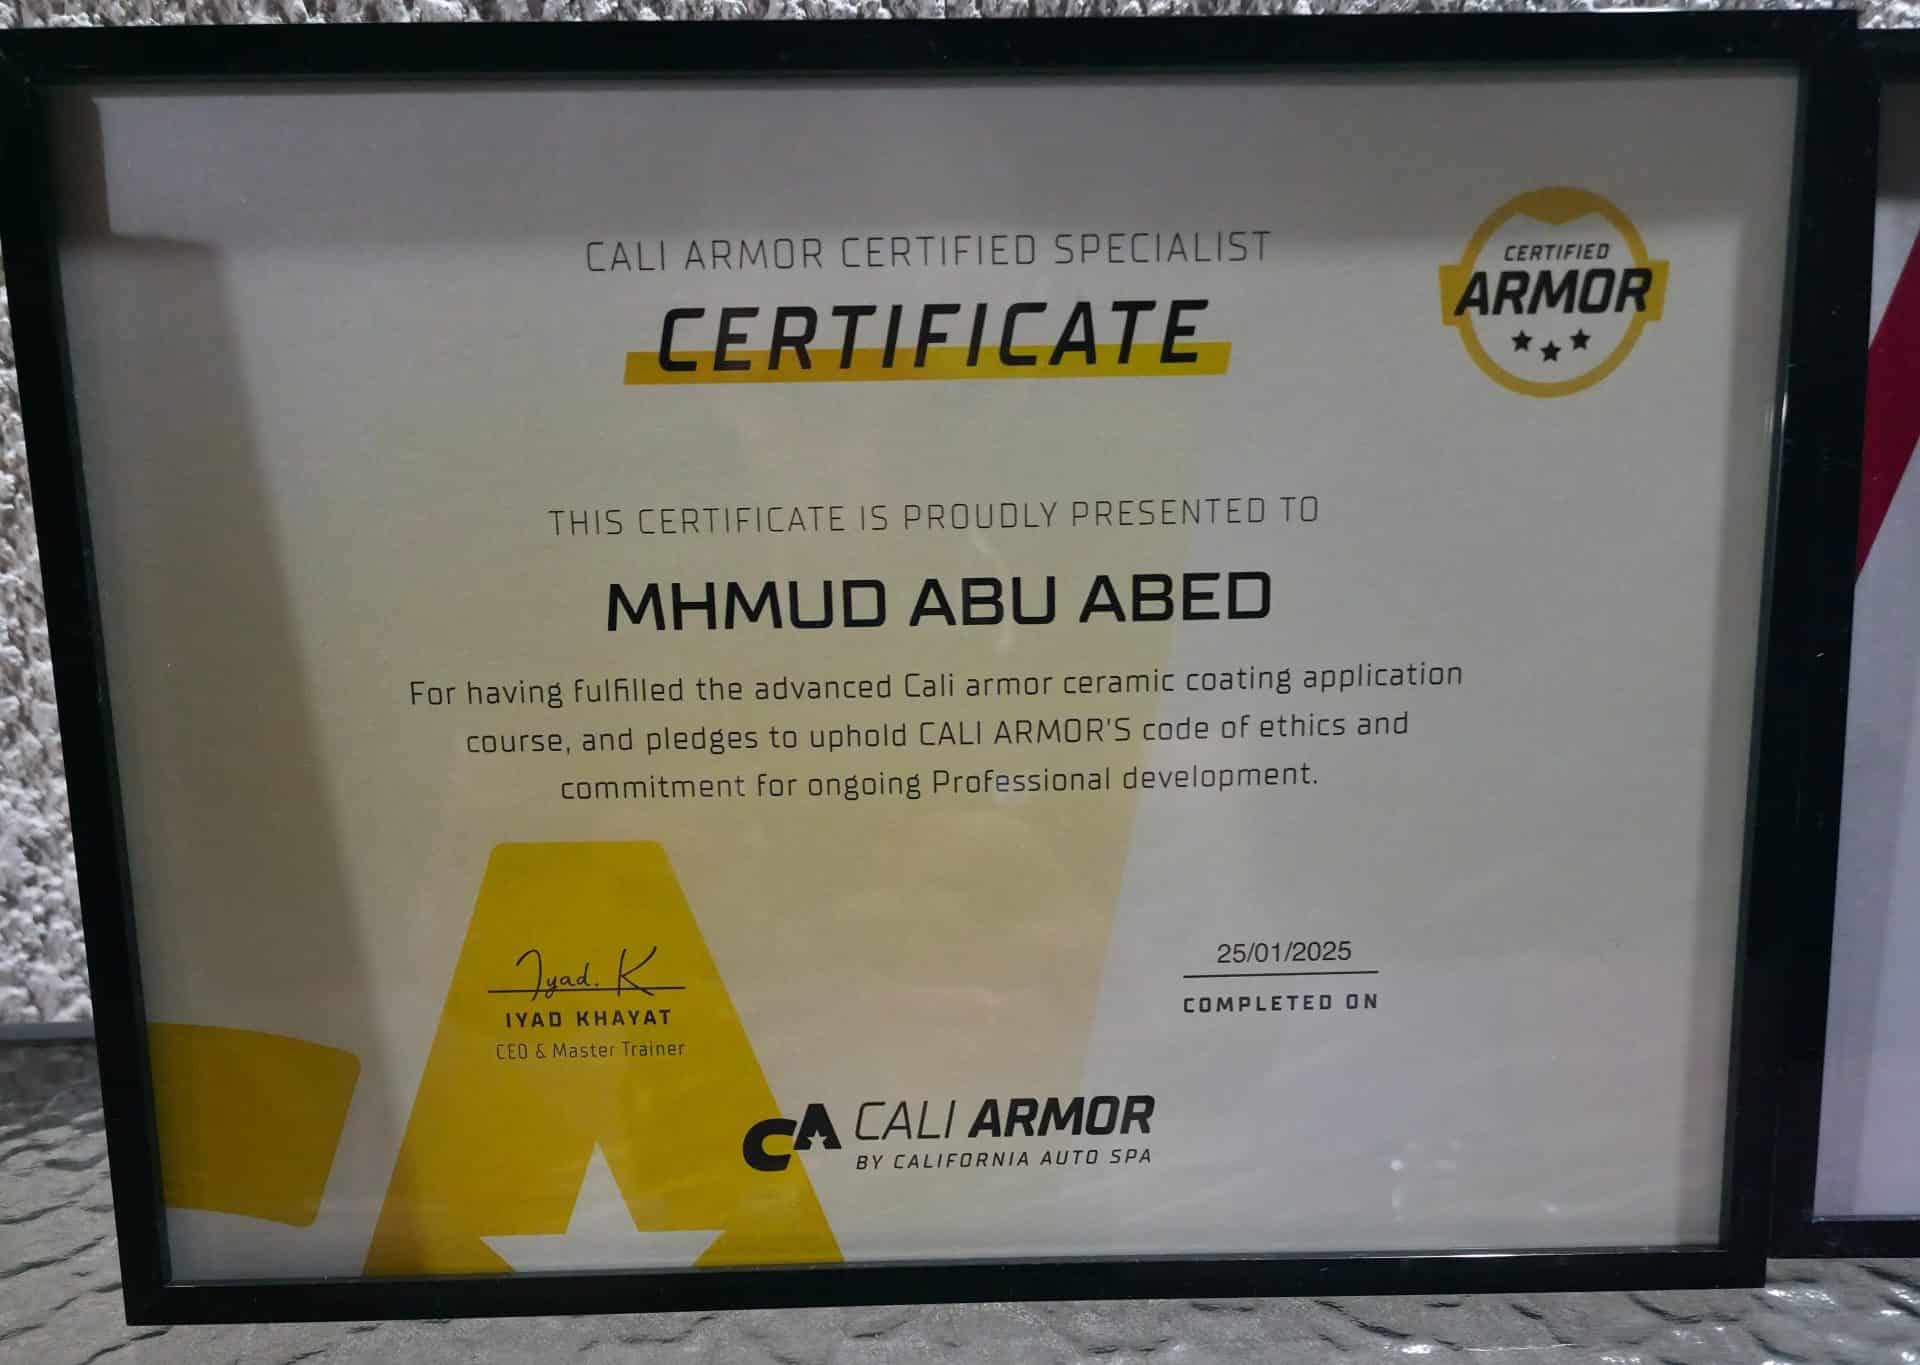 CALI ARMOR CERTIFIED SPECIALIST
CERTIFICATE
CERTIFIED
ARMOR
THIS CERTIFICATE IS PROUDLY PRESENTED TO
MHMUD ABU ABED
For having fulfilled the advanced Cali armor ceramic coating application
course, and pledges to uphold CALI ARMOR'S code of ethics and
commitment for ongoing Professional development.
Iyad. K
IYAD KHAYAT
CEO & Master Trainer
25/01/2025
COMPLETED ON
CA CALI ARMOR
BY CALIFORNIA AUTO SPA